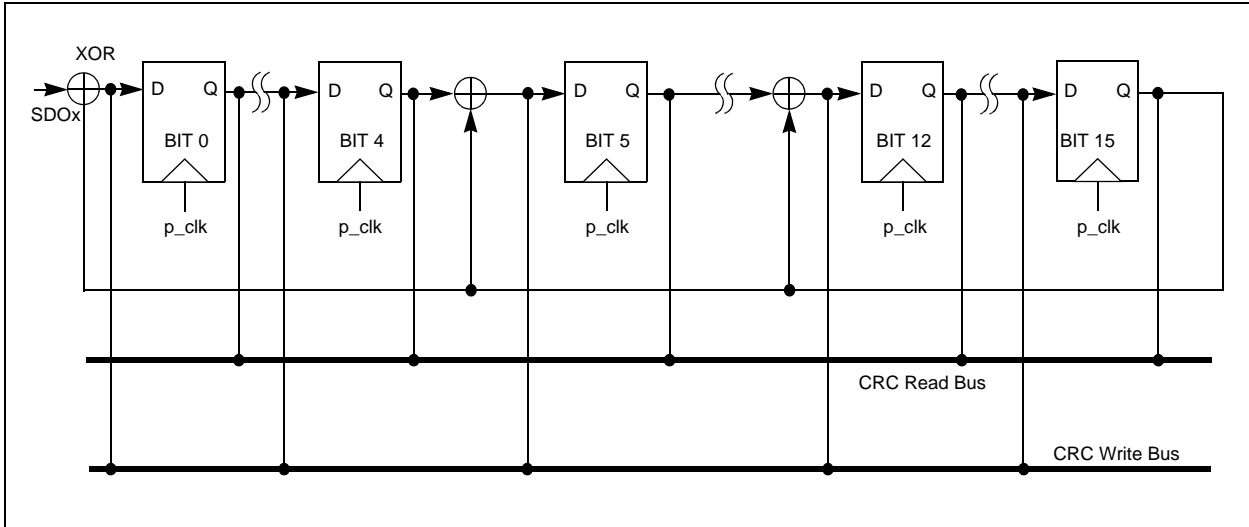 XOR
SDOx
D Q
BIT 0
p_clk
D Q
BIT 4
p_clk
D Q
BIT 5
p_clk
D Q
BIT 12
p_clk
D Q
BIT 15
p_clk
CRC Read Bus
CRC Write Bus